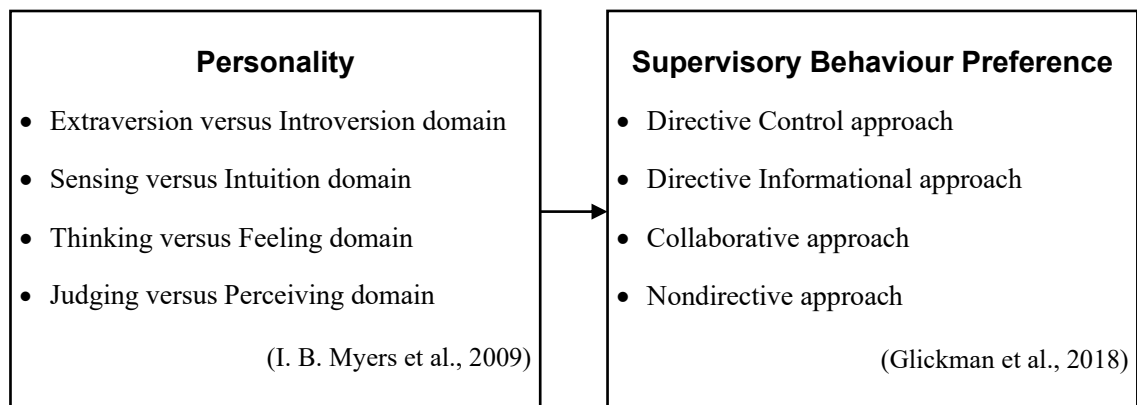 Personality
• Extraversion versus Introversion domain
• Sensing versus Intuition domain
• Thinking versus Feeling domain
• Judging versus Perceiving domain
(I. B. Myers et al., 2009)
Supervisory Behaviour Preference
• Directive Control approach
• Directive Informational approach
• Collaborative approach
• Nondirective approach
(Glickman et al., 2018)